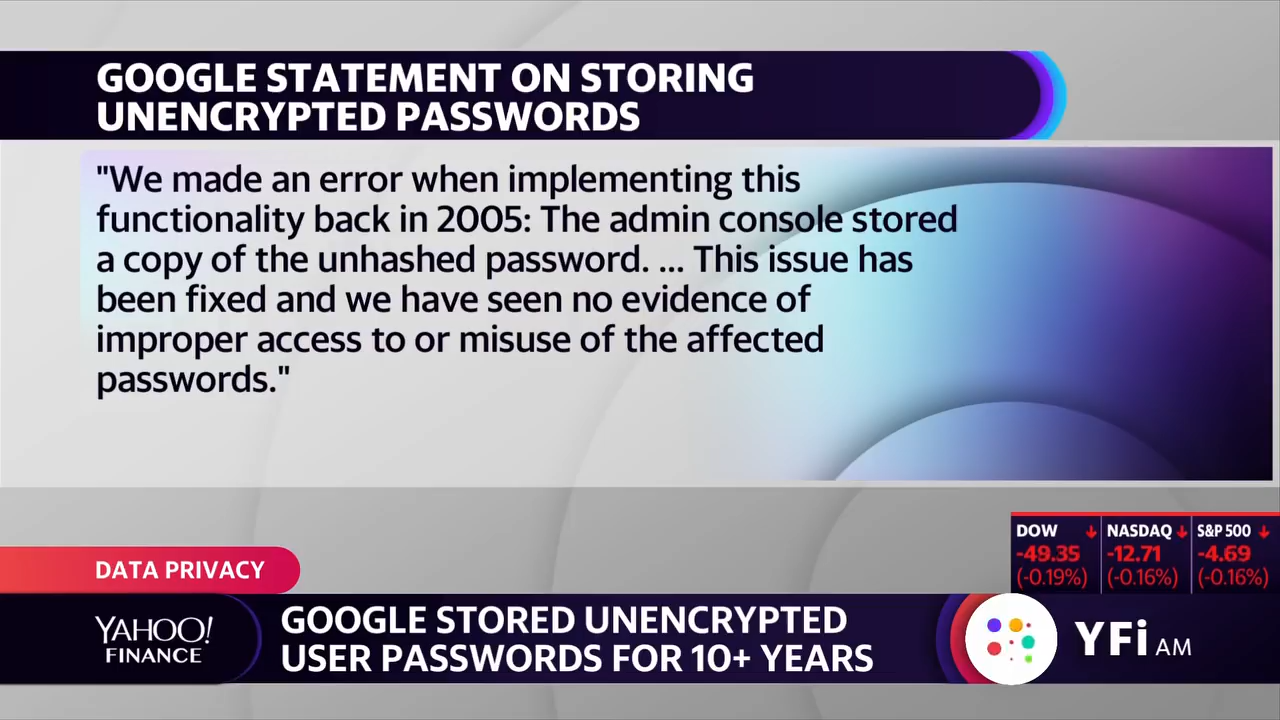 GOOGLE STATEMENT ON STORING
UNENCRYPTED PASSWORDS
"We made an error when implementing this
functionality back in 2005: The admin console stored
a copy of the unhashed password. ... This issue has
been fixed and we have seen no evidence of
improper access to or misuse of the affected
passwords."
DOW
-49.35
(-0.19%)
NASDAQ
-12.71
(-0.16%)
S&P 500
-4.69
(-0.16%)
DATA PRIVACY
YAHOO!
FINANCE
GOOGLE STORED UNENCRYPTED
USER PASSWORDS FOR 10+ YEARS
YFi AM